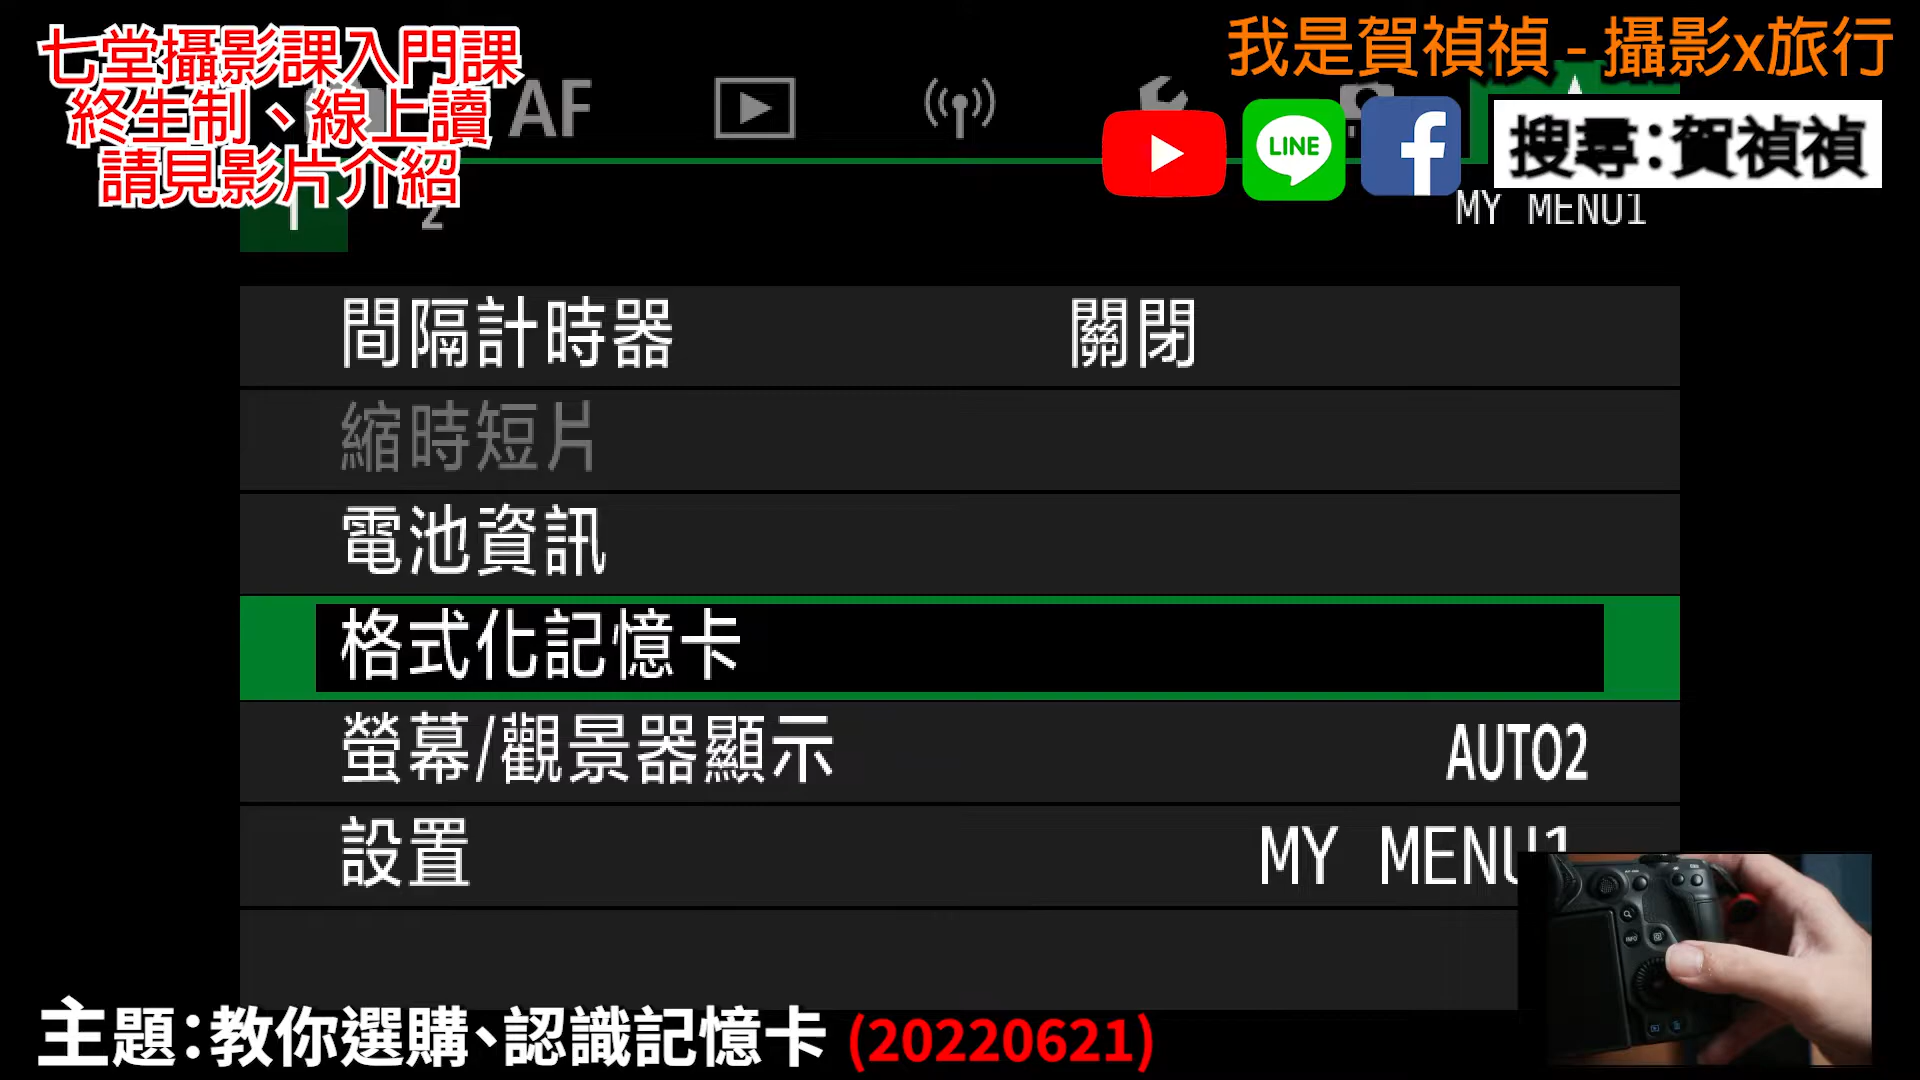 七堂攝影課入門課
終生制、線上讀
請見影片介紹
我是賀禎禎 - 攝影x旅行
AF
LINE
搜尋:賀禎禎
1
2
MY MENU1
間隔計時器 關閉
縮時短片
電池資訊
格式化記憶卡
螢幕/觀景器顯示 AUTO2
設置 MY MENU1
INFO
主題:教你選購、認識記憶卡 (20220621)